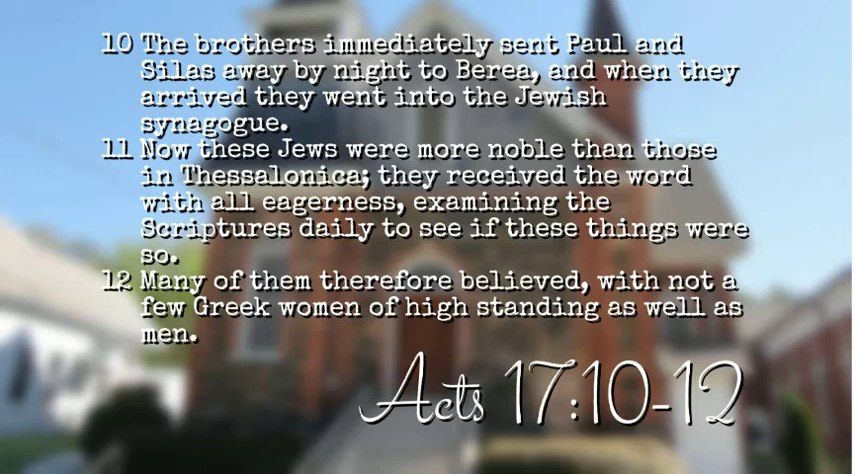 10 The brothers immediately sent Paul and
Silas away by night to Berea, and when they
arrived they went into the Jewish
synagogue.
11 Now these Jews were more noble than those
in Thessalonica; they received the word
with all eagerness, examining the
Scriptures daily to see if these things were
so.
12 Many of them therefore believed, with not a
few Greek women of high standing as well as
men.
Acts 17:10-12